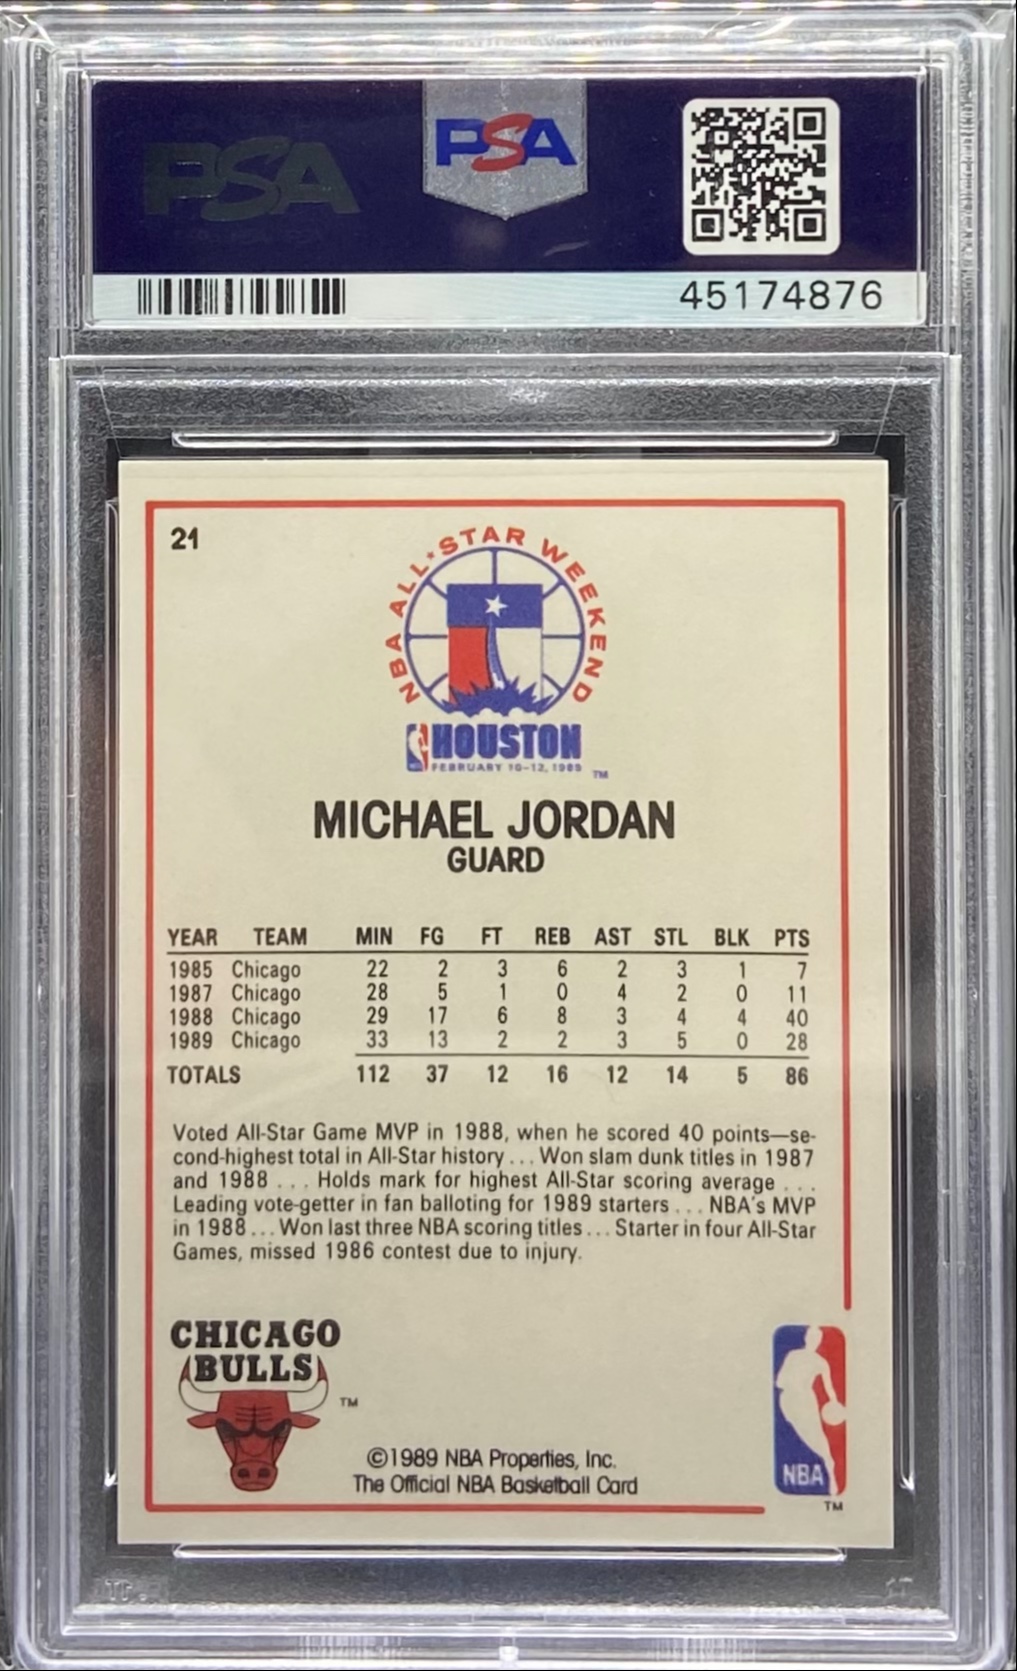 PSA
PSA
45174876
21
NBA ALL★STAR WEEKEND
HOUSTON
FEBRUARY 10-12, 1989
TM
MICHAEL JORDAN
GUARD
YEAR TEAM MIN FG FT REB AST STL BLK PTS
1985 Chicago 22 2 3 6 2 3 1 7
1987 Chicago 28 5 1 0 4 2 0 11
1988 Chicago 29 17 6 8 3 4 4 40
1989 Chicago 33 13 2 2 3 5 0 28
TOTALS 112 37 12 16 12 14 5 86
Voted All-Star Game MVP in 1988, when he scored 40 points—se-
cond-highest total in All-Star history . . . Won slam dunk titles in 1987
and 1988 . . . Holds mark for highest All-Star scoring average . . .
Leading vote-getter in fan balloting for 1989 starters . . . NBA's MVP
in 1988 . . . Won last three NBA scoring titles . . . Starter in four All-Star
Games, missed 1986 contest due to injury.
CHICAGO
BULLS
TM
©1989 NBA Properties, Inc.
The Official NBA Basketball Card
NBA
TM